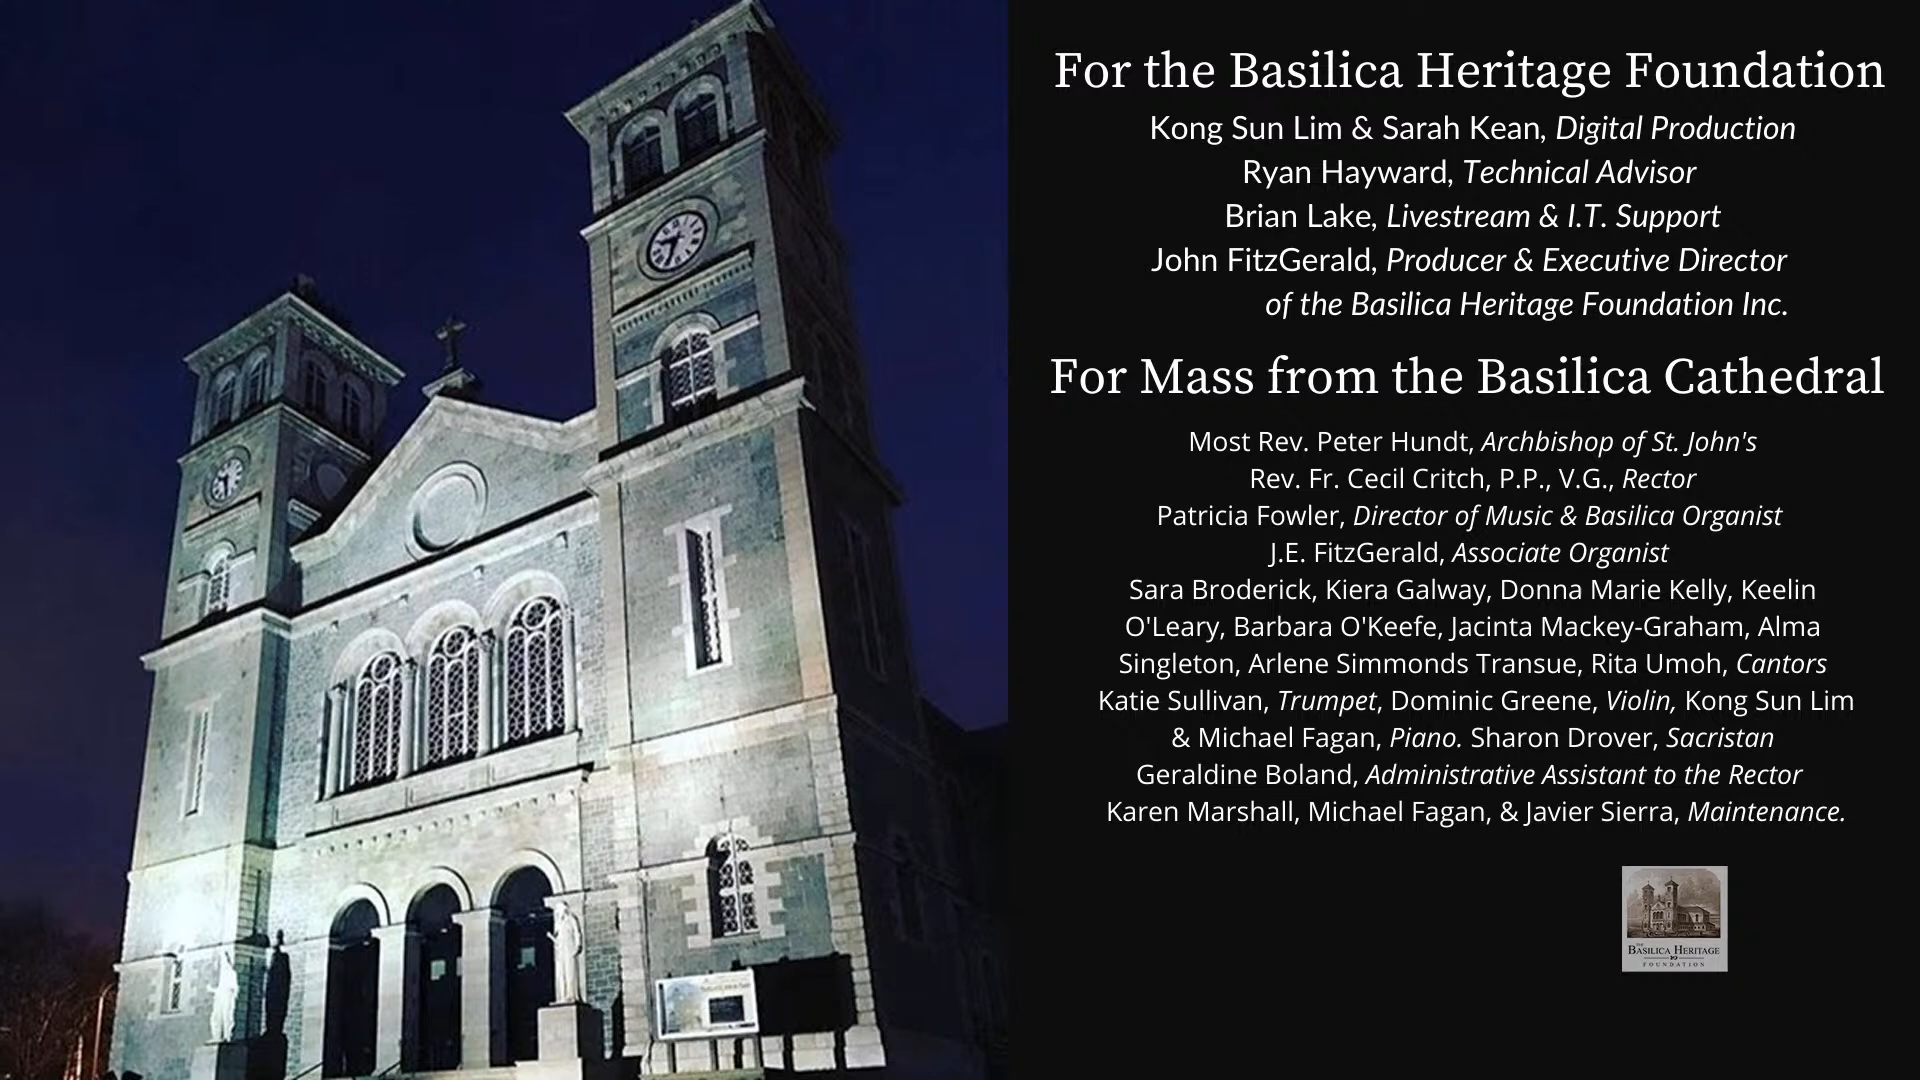 For the Basilica Heritage Foundation
Kong Sun Lim & Sarah Kean, Digital Production
Ryan Hayward, Technical Advisor
Brian Lake, Livestream & I.T. Support
John FitzGerald, Producer & Executive Director
of the Basilica Heritage Foundation Inc.
For Mass from the Basilica Cathedral
Most Rev. Peter Hundt, Archbishop of St. John's
Rev. Fr. Cecil Critch, P.P., V.G., Rector
Patricia Fowler, Director of Music & Basilica Organist
J.E. FitzGerald, Associate Organist
Sara Broderick, Kiera Galway, Donna Marie Kelly, Keelin
O'Leary, Barbara O'Keefe, Jacinta Mackey-Graham, Alma
Singleton, Arlene Simmonds Transue, Rita Umoh, Cantors
Katie Sullivan, Trumpet, Dominic Greene, Violin, Kong Sun Lim
& Michael Fagan, Piano. Sharon Drover, Sacristan
Geraldine Boland, Administrative Assistant to the Rector
Karen Marshall, Michael Fagan, & Javier Sierra, Maintenance.
THE
BASILICA HERITAGE
FOUNDATION